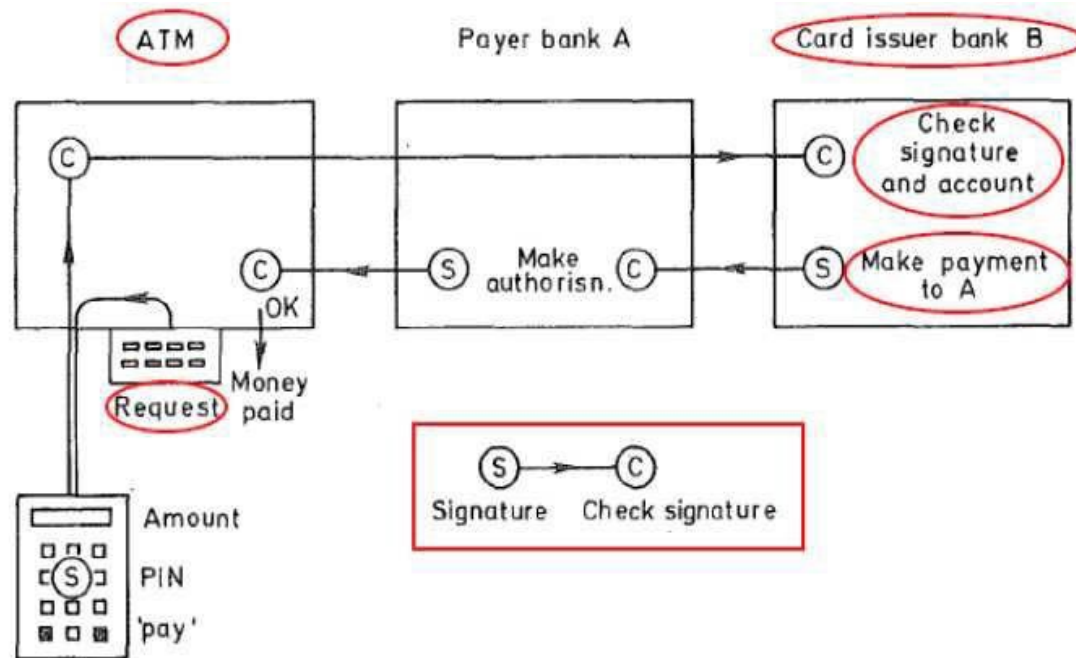 ATM
Payer bank A
Card issuer bank B
C
C
Check
signature
and account
C
OK
S
Make
authorisn.
C
S
Make payment
to A
Request
Money
paid
S
C
Signature
Check signature
Amount
S
PIN
'pay'